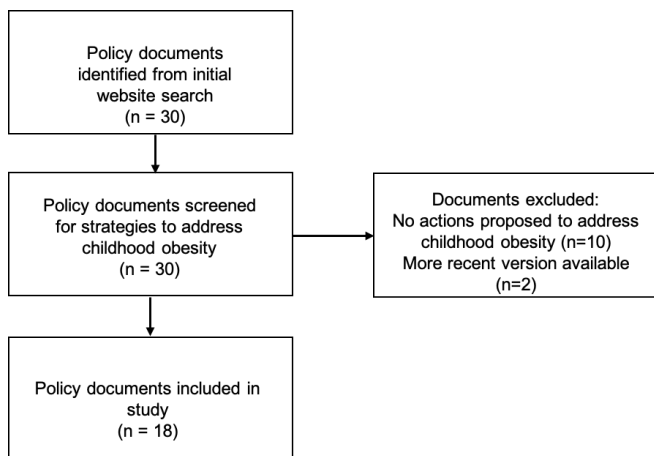 Policy documents
identified from initial
website search
(n = 30)
Policy documents screened
for strategies to address
childhood obesity
(n = 30)
Documents excluded:
No actions proposed to address
childhood obesity (n=10)
More recent version available
(n=2)
Policy documents included in
study
(n = 18)